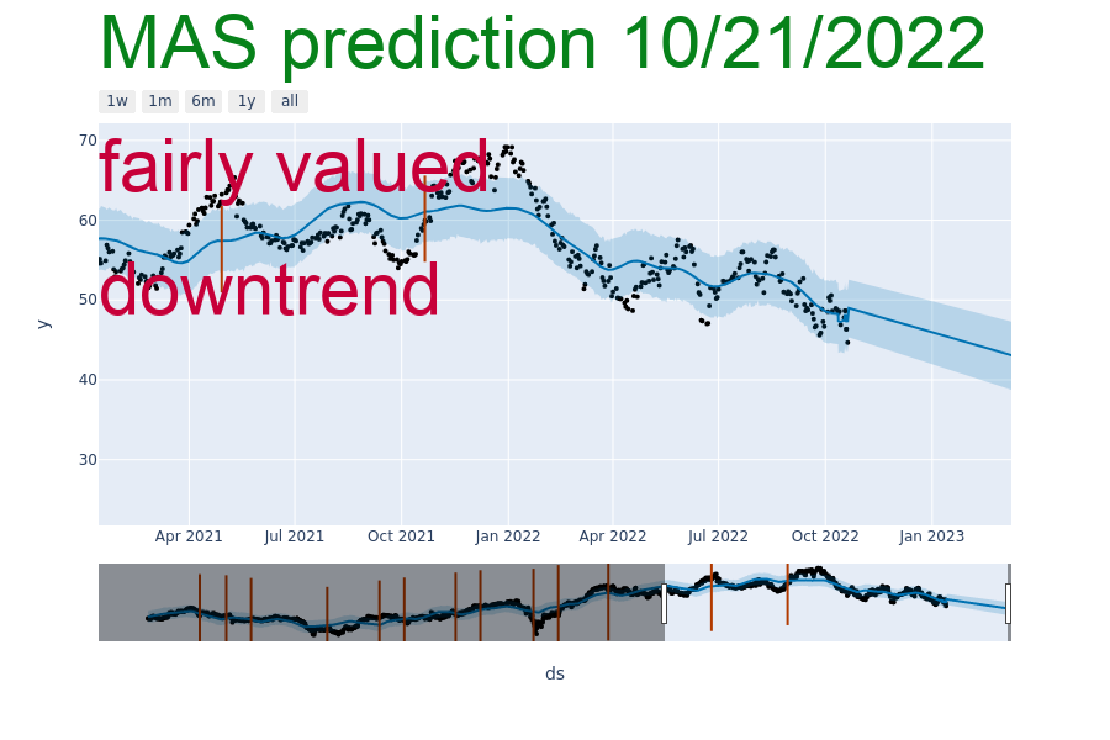 MAS prediction 10/21/2022
1w 1m 6m 1y all
70
fairly valued
60
downtrend
50
y
40
30
Apr 2021 Jul 2021 Oct 2021 Jan 2022 Apr 2022 Jul 2022 Oct 2022 Jan 2023
ds